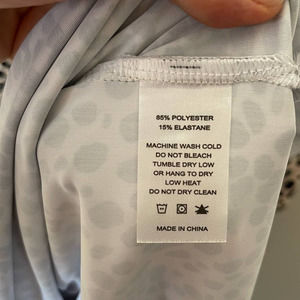 85% POLYESTER
15% ELASTANE
MACHINE WASH COLD
DO NOT BLEACH
TUMBLE DRY LOW
OR HANG TO DRY
LOW HEAT
DO NOT DRY CLEAN
MADE IN CHINA